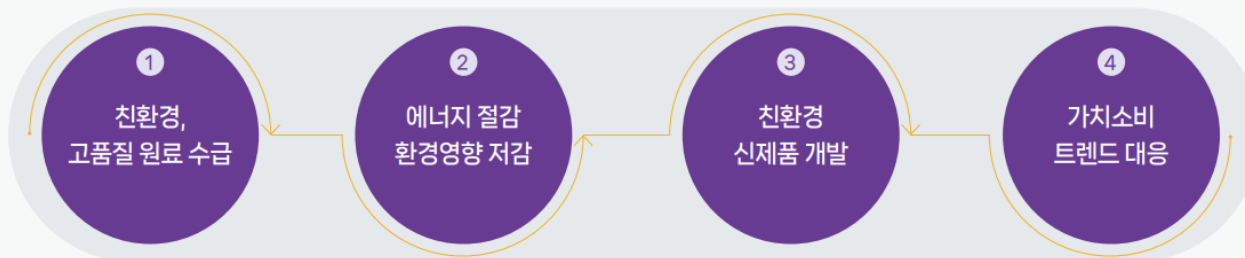 1
친환경,
고품질 원료 수급
2
에너지 절감
환경영향 저감
3
친환경
신제품 개발
4
가치소비
트렌드 대응